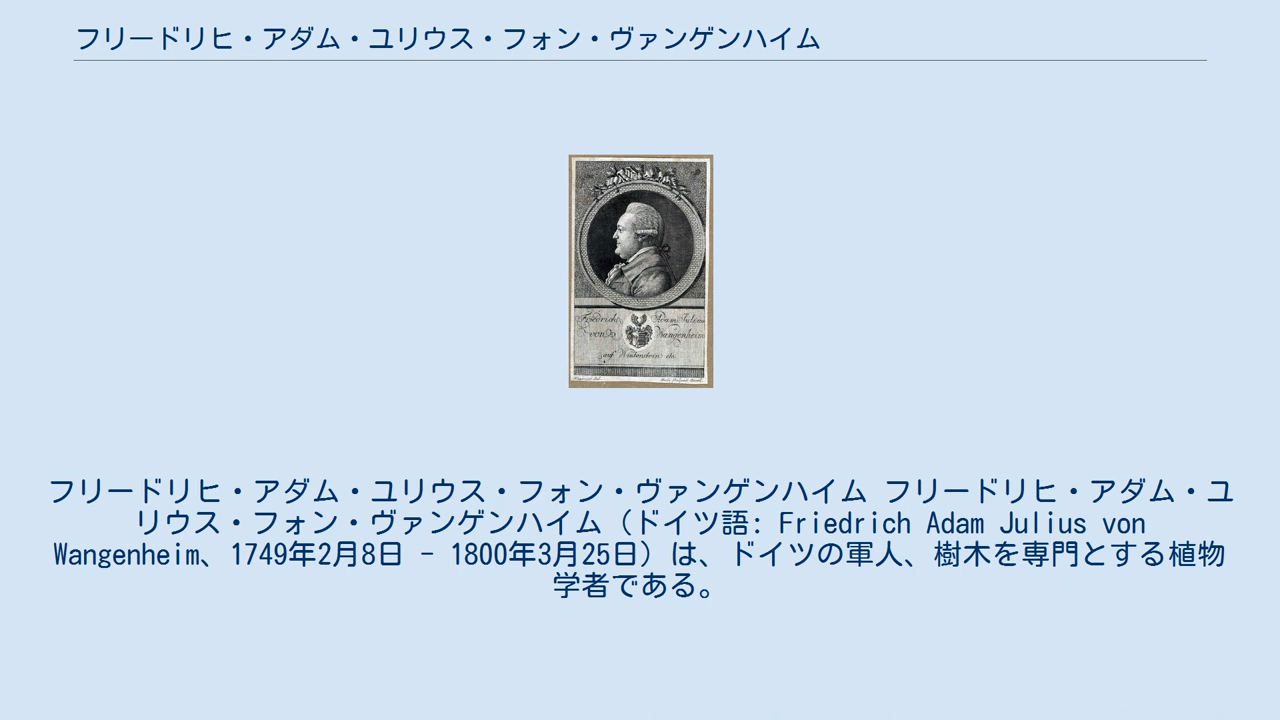 フリードリヒ・アダム・ユリウス・フォン・ヴァンゲンハイム
Friedrich Adam Julius
von Wangenheim
auf
フリードリヒ・アダム・ユリウス・フォン・ヴァンゲンハイム フリードリヒ・アダム・ユ
リウス・フォン・ヴァンゲンハイム（ドイツ語: Friedrich Adam Julius von
Wangenheim、1749年2月8日 - 1800年3月25日）は、ドイツの軍人、樹木を専門とする植物
学者である。